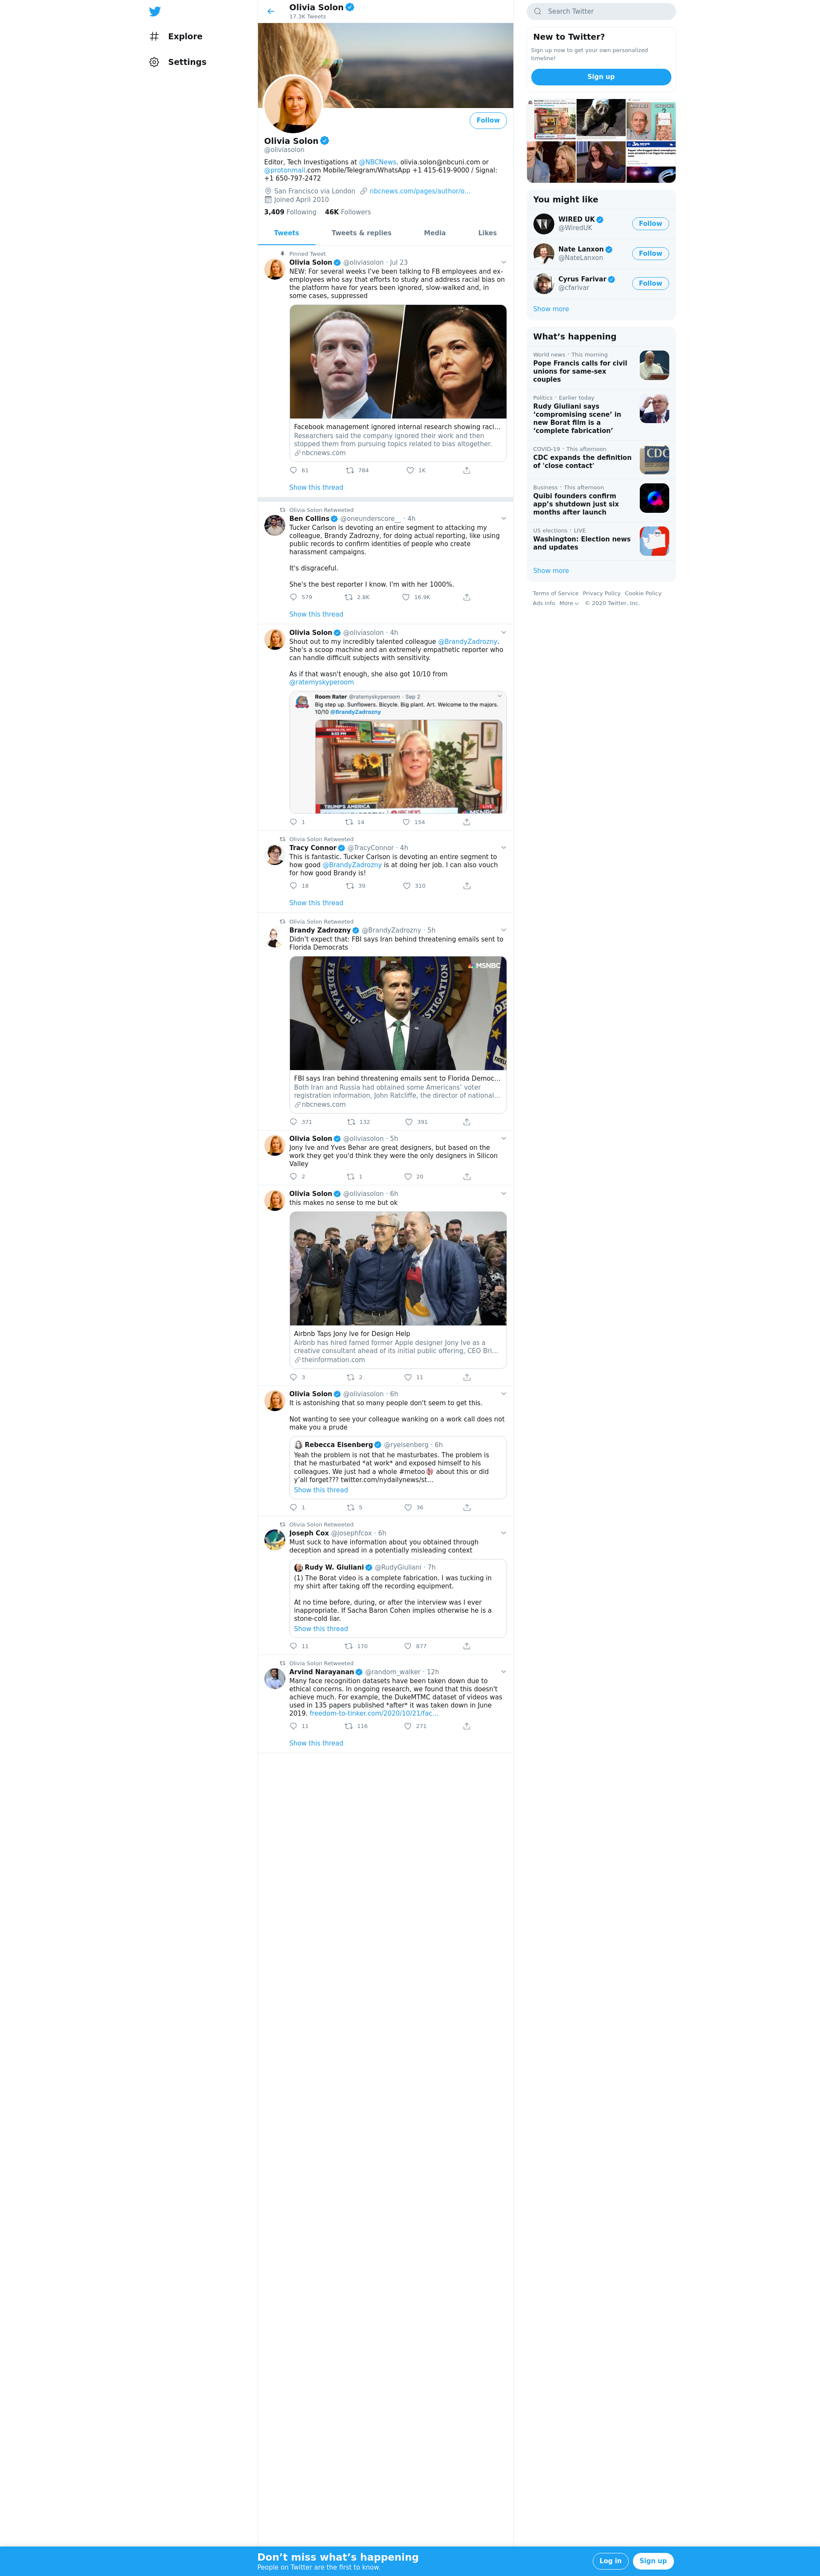 Explore
Settings
Olivia Solon
17.3K Tweets
Follow
Olivia Solon
@oliviasolon
Editor, Tech Investigations at @NBCNews. olivia.solon@nbcuni.com or
@protonmail.com Mobile/Telegram/WhatsApp +1 415-619-9000 / Signal:
+1 650-797-2472
San Francisco via London nbcnews.com/pages/author/o…
Joined April 2010
3,409 Following 46K Followers
Tweets Tweets & replies Media Likes
Pinned Tweet
Olivia Solon @oliviasolon · Jul 23
NEW: For several weeks I've been talking to FB employees and ex-
employees who say that efforts to study and address racial bias on
the platform have for years been ignored, slow-walked and, in
some cases, suppressed
Facebook management ignored internal research showing raci…
Researchers said the company ignored their work and then
stopped them from pursuing topics related to bias altogether.
nbcnews.com
61 784 1K
Show this thread
Olivia Solon Retweeted
Ben Collins @oneunderscore__ · 4h
Tucker Carlson is devoting an entire segment to attacking my
colleague, Brandy Zadrozny, for doing actual reporting, like using
public records to confirm identities of people who create
harassment campaigns.
It's disgraceful.
She's the best reporter I know. I'm with her 1000%.
579 2.8K 16.9K
Show this thread
Olivia Solon @oliviasolon · 4h
Shout out to my incredibly talented colleague @BrandyZadrozny.
She's a scoop machine and an extremely empathetic reporter who
can handle difficult subjects with sensitivity.
As if that wasn't enough, she also got 10/10 from
@ratemyskyperoom
Room Rater @ratemyskyperoom · Sep 2
Big step up. Sunflowers. Bicycle. Big plant. Art. Welcome to the majors.
10/10 @BrandyZadrozny
TRUMP'S AMERICA
NBC NEWS
LIVE
MSNBC
1 14 154
Olivia Solon Retweeted
Tracy Connor @TracyConnor · 4h
This is fantastic. Tucker Carlson is devoting an entire segment to
how good @BrandyZadrozny is at doing her job. I can also vouch
for how good Brandy is!
18 39 310
Show this thread
Olivia Solon Retweeted
Brandy Zadrozny @BrandyZadrozny · 5h
Didn't expect that: FBI says Iran behind threatening emails sent to
Florida Democrats
MSNBC
FBI says Iran behind threatening emails sent to Florida Democ…
Both Iran and Russia had obtained some Americans' voter
registration information, John Ratcliffe, the director of national…
nbcnews.com
371 132 391
Olivia Solon @oliviasolon · 5h
Jony Ive and Yves Behar are great designers, but based on the
work they get you'd think they were the only designers in Silicon
Valley
2 1 20
Olivia Solon @oliviasolon · 6h
this makes no sense to me but ok
Airbnb Taps Jony Ive for Design Help
Airbnb has hired famed former Apple designer Jony Ive as a
creative consultant ahead of its initial public offering, CEO Bri…
theinformation.com
3 2 11
Olivia Solon @oliviasolon · 6h
It is astonishing that so many people don't seem to get this.
Not wanting to see your colleague wanking on a work call does not
make you a prude
Rebecca Eisenberg @ryeisenberg · 6h
Yeah the problem is not he masturbates. The problem is
that he masturbated *at work* and exposed himself to his
colleagues. We just had a whole #metoo about this or did
y'all forget??? twitter.com/nydailynews/st…
Show this thread
1 5 36
Olivia Solon Retweeted
Joseph Cox @josephfcox · 6h
Must suck to have information about you obtained through
deception and spread in a potentially misleading context
Rudy W. Giuliani @RudyGiuliani · 7h
(1) The Borat video is a complete fabrication. I was tucking in
my shirt after taking off the recording equipment.
At no time before, during, or after the interview was I ever
inappropriate. If Sacha Baron Cohen implies otherwise he is a
stone-cold liar.
Show this thread
11 170 877
Olivia Solon Retweeted
Arvind Narayanan @random_walker · 12h
Many face recognition datasets have been taken down due to
ethical concerns. In ongoing research, we found that this doesn't
achieve much. For example, the DukeMTMC dataset of videos was
used in 135 papers published *after* it was taken down in June
2019. freedom-to-tinker.com/2020/10/21/fac…
11 116 271
Show this thread
Search Twitter
New to Twitter?
Sign up now to get your own personalized
timeline!
Sign up
You might like
WIRED UK
@WiredUK
Follow
Nate Lanxon
@NateLanxon
Follow
Cyrus Farivar
@cfarivar
Follow
Show more
What's happening
World news · This morning
Pope Francis calls for civil
unions for same-sex
couples
Politics · Earlier today
Rudy Giuliani says
'compromising scene' in
new Borat film is a
'complete fabrication'
COVID-19 · This afternoon
CDC expands the definition
of 'close contact'
CDC
Business · This afternoon
Quibi founders confirm
app's shutdown just six
months after launch
US elections · LIVE
Washington: Election news
and updates
Show more
Terms of Service Privacy Policy Cookie Policy
Ads info More © 2020 Twitter, Inc.
Don't miss what's happening
People on Twitter are the first to know.
Log in
Sign up